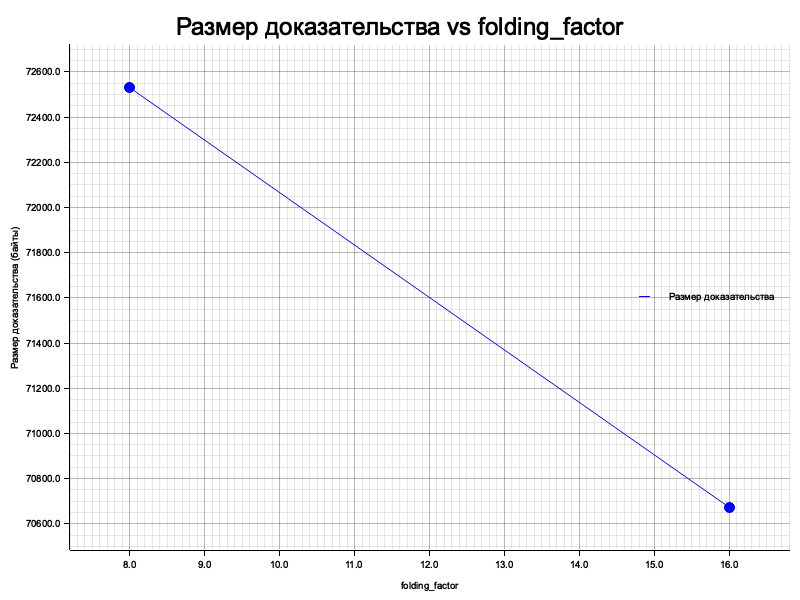 Размер доказательства vs folding_factor
72600.0
72400.0
72200.0
72000.0
71800.0
71600.0
71400.0
71200.0
71000.0
70800.0
70600.0
Размер доказательства (байты)
Размер доказательства
8.0 9.0 10.0 11.0 12.0 13.0 14.0 15.0 16.0
folding_factor